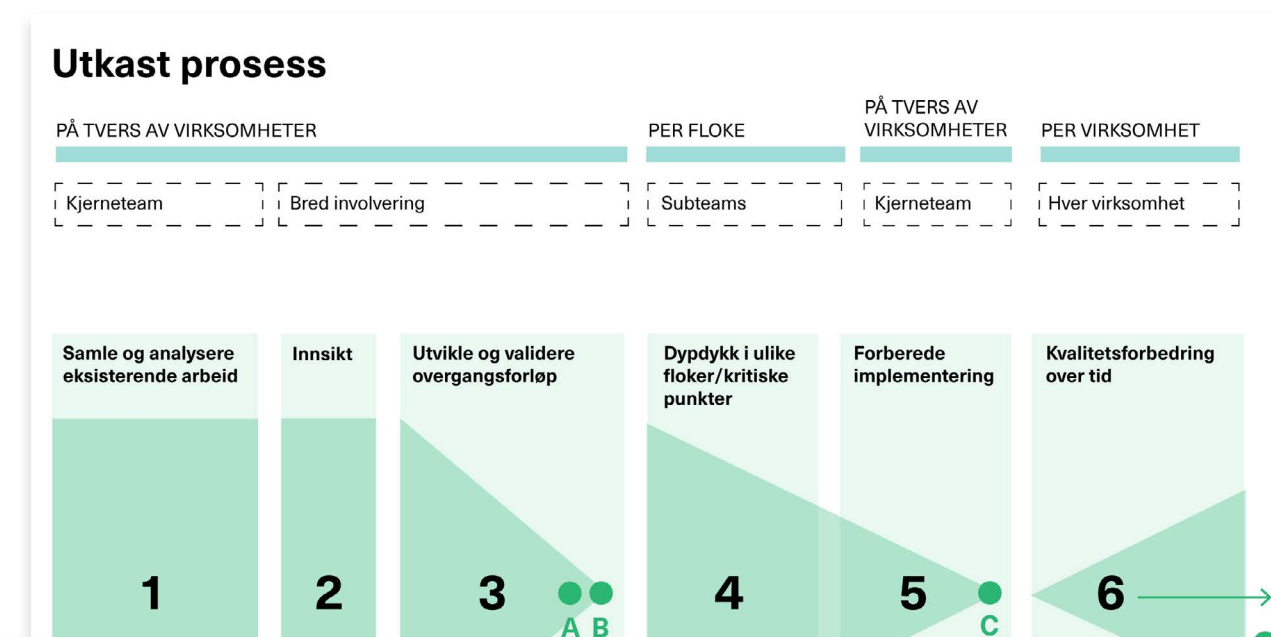 Utkast prosess
PÅ TVERS AV VIRKSOMHETER
PER FLOKE
PÅ TVERS AV
VIRKSOMHETER
PER VIRKSOMHET
Kjerneteam
Bred involvering
Subteams
Kjerneteam
Hver virksomhet
Samle og analysere
eksisterende arbeid
Innsikt
Utvikle og validere
overgangsforløp
Dypdykk i ulike
floker/kritiske
punkter
Forberede
implementering
Kvalitetsforbedring
over tid
1
2
3
4
5
6
A B
C